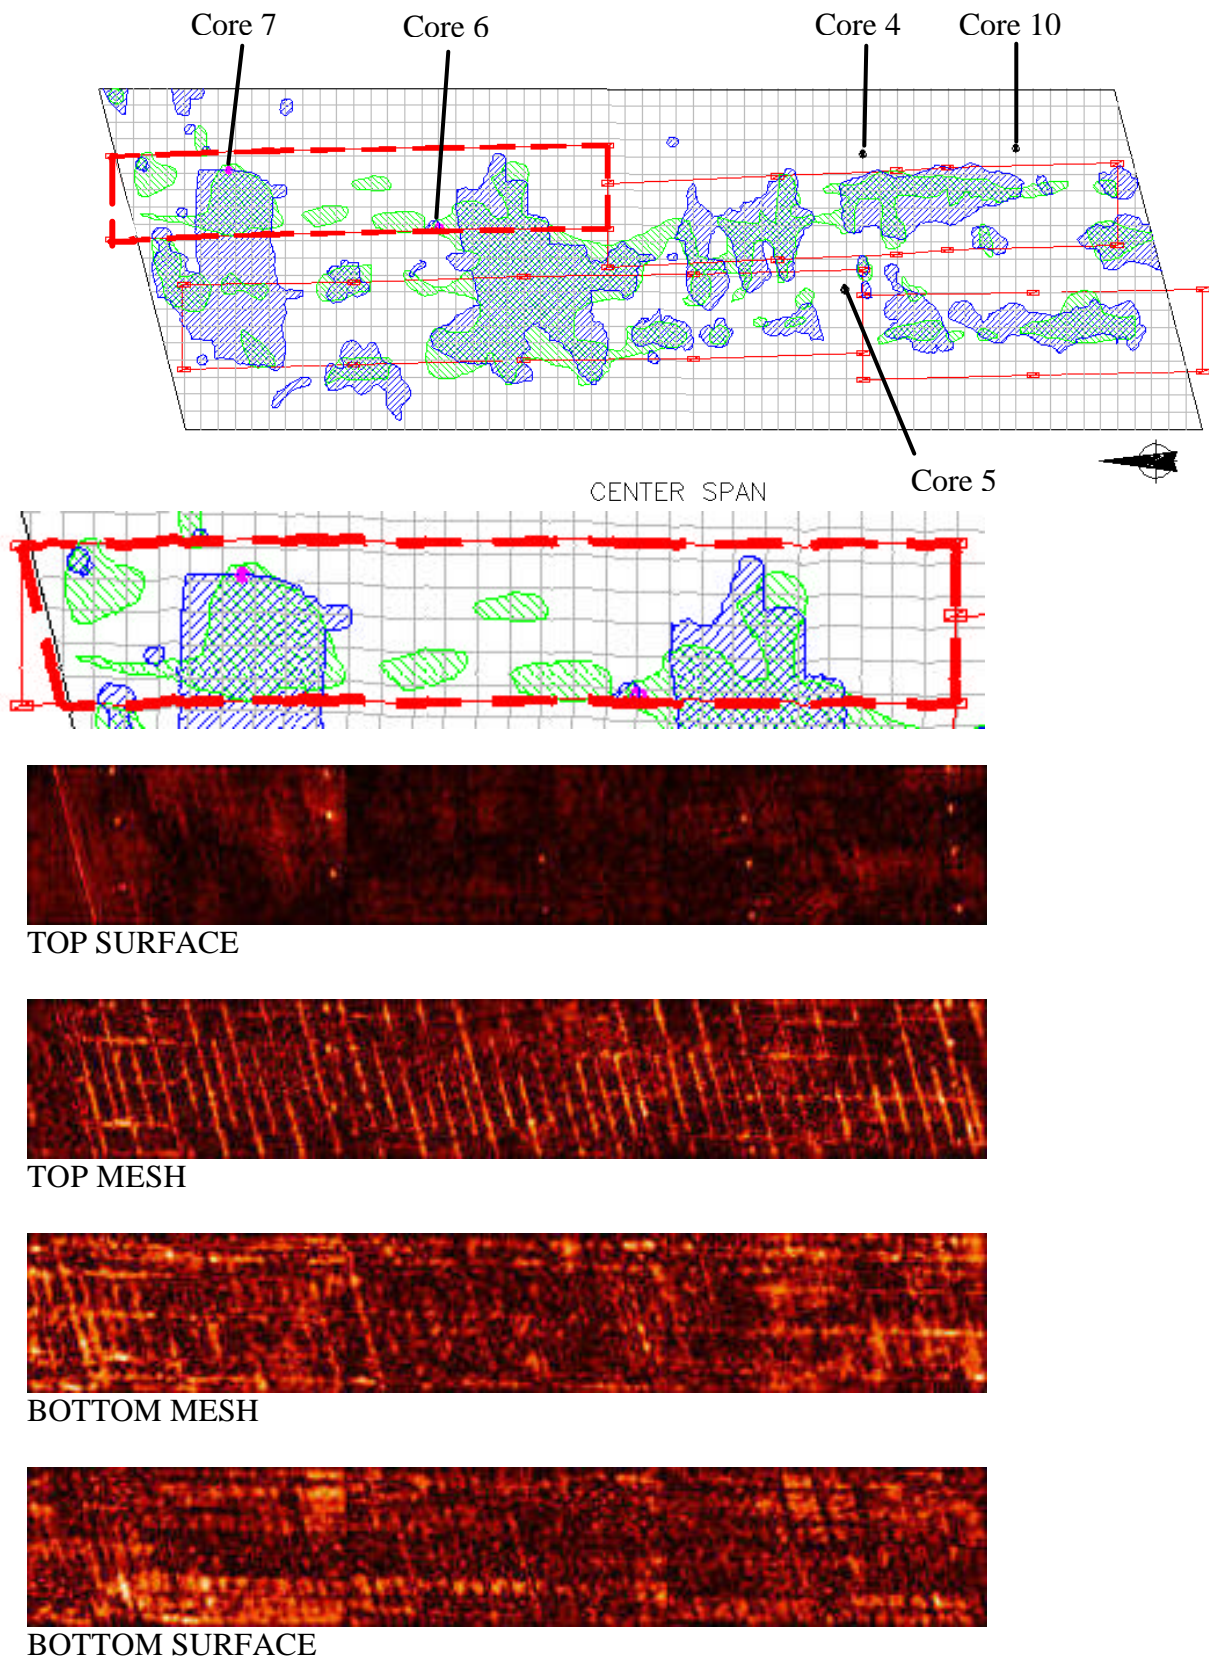 Core 7
Core 6
Core 4
Core 10
Core 5
CENTER SPAN
TOP SURFACE
TOP MESH
BOTTOM MESH
BOTTOM SURFACE